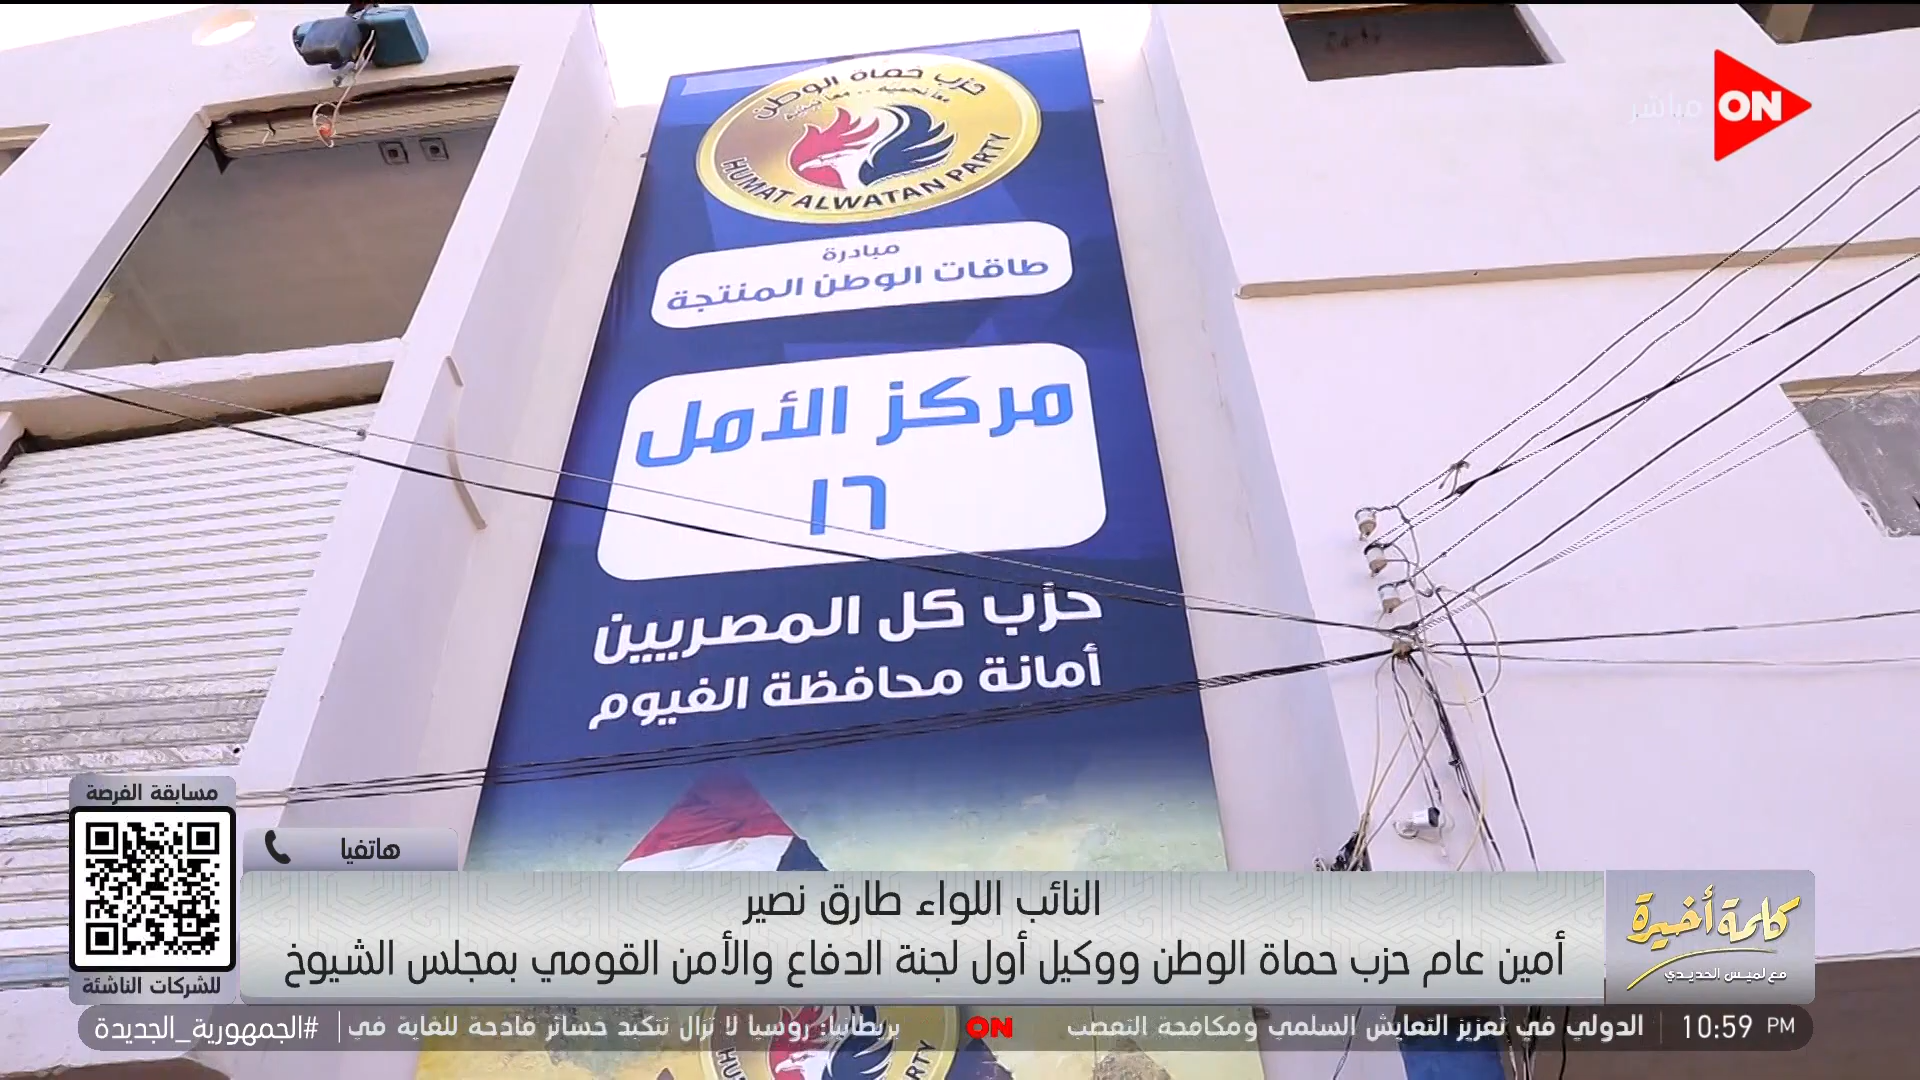 حزب حماة الوطن
HUMAT ALWATAN PARTY
مبادرة
طاقات الوطن المنتجة
مركز الأمل
١٦
حزب كل المصريين
أمانة محافظة الفيوم
مباشر ON
مسابقة الفرصة
للشركات الناشئة
هاتفيا
النائب اللواء طارق نصير
أمين عام حزب حماة الوطن ووكيل أول لجنة الدفاع والأمن القومي بمجلس الشيوخ
كلمة أخيرة
مع لميس الحديدي
10:59 PM
الدولي في تعزيز التعايش السلمي ومكافحة التعصب ON بريطانيا: روسيا لا تزال تتكبد خسائر فادحة للغاية في
#الجمهورية_الجديدة